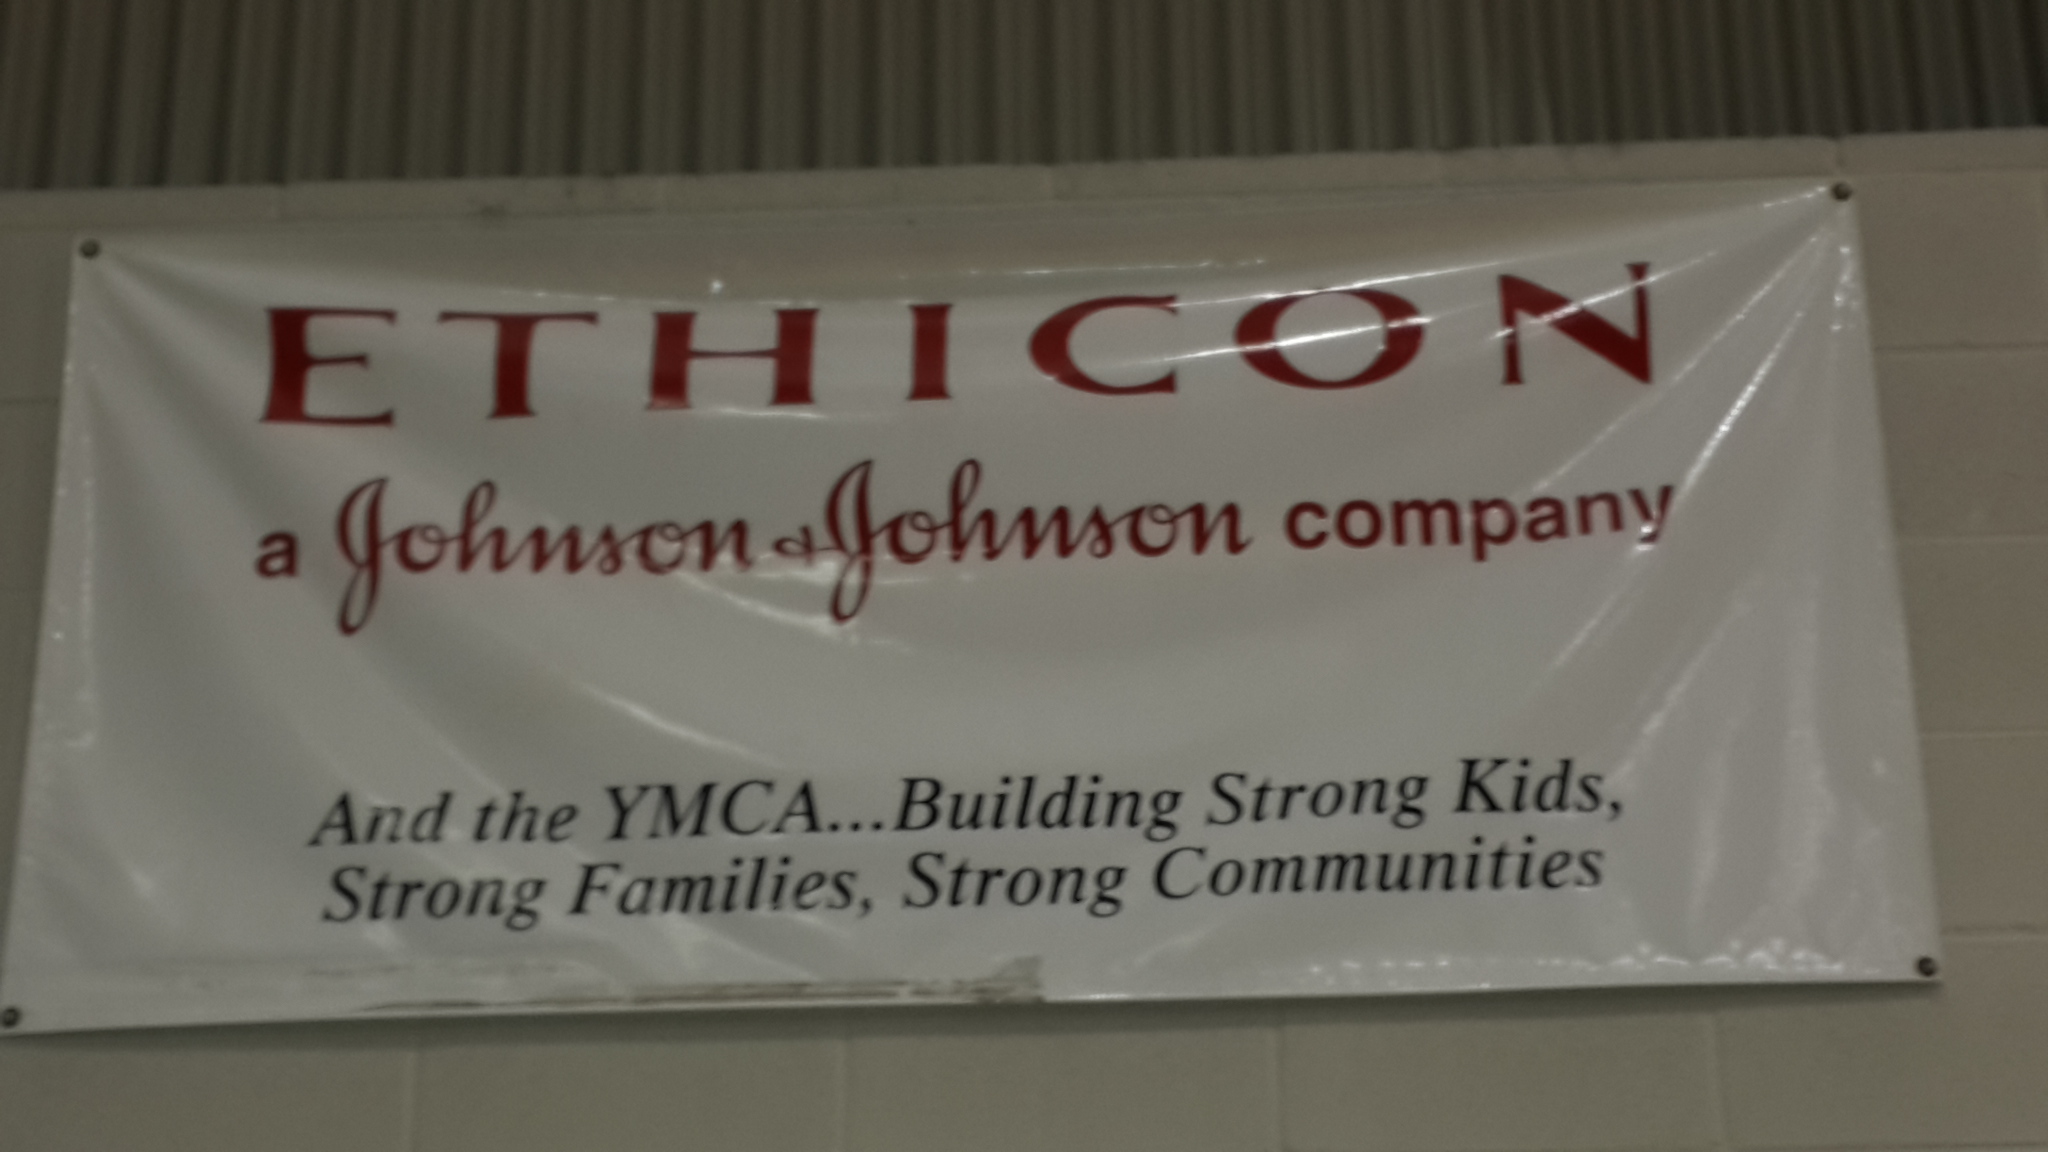 ETHICON
a Johnson & Johnson company
And the YMCA...Building Strong Kids,
Strong Families, Strong Communities